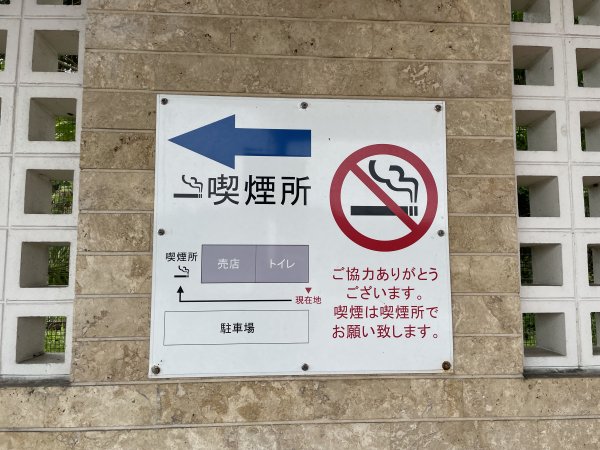 喫煙所
喫煙所
売店
トイレ
現在地
駐車場
ご協力ありがとう
ございます。
喫煙は喫煙所で
お願い致します。